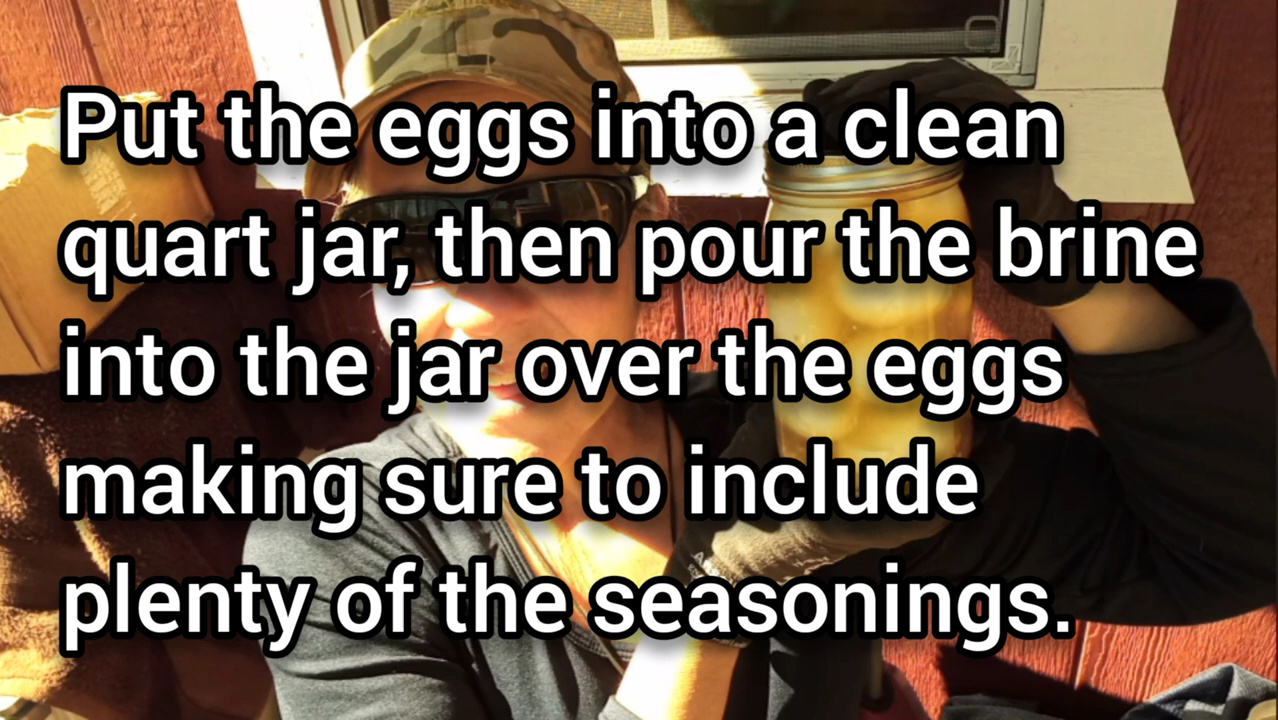 Put the eggs into a clean
quart jar, then pour the brine
into the jar over the eggs
making sure to include
plenty of the seasonings.